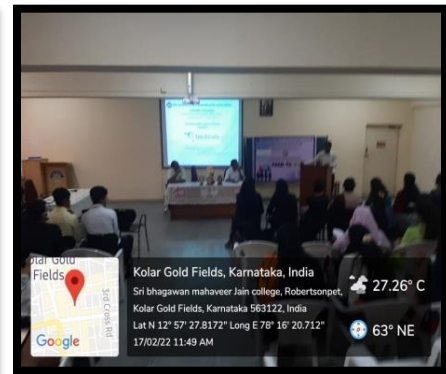 Kolar Gold
Fields
3rd Cross Rd
Google
Kolar Gold Fields, Karnataka, India
Sri bhagawan mahaveer Jain college, Robertsonpet,
Kolar Gold Fields, Karnataka 563122, India
Lat N 12° 57' 27.8172" Long E 78° 16' 20.712"
17/02/22 11:49 AM
27.26° C
63° NE